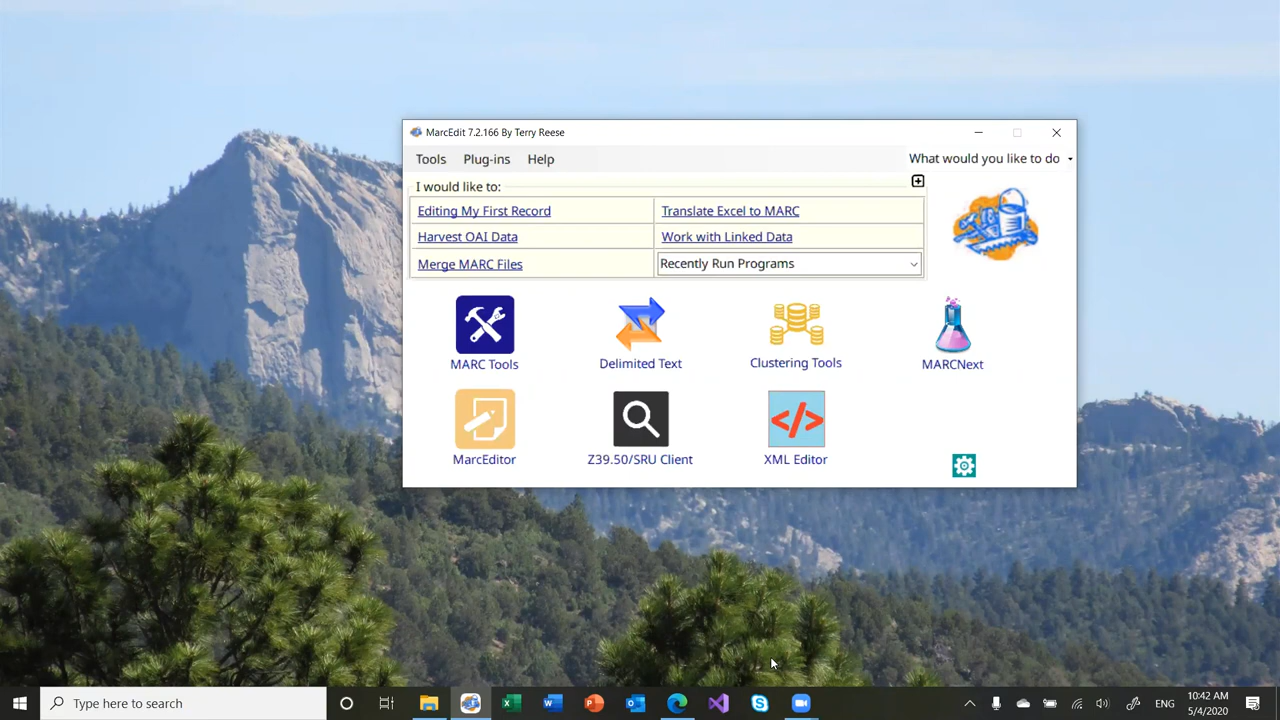 MarcEdit 7.2.166 By Terry Reese
Tools Plug-ins Help What would you like to do
I would like to:
Editing My First Record Translate Excel to MARC
Harvest OAI Data Work with Linked Data
Merge MARC Files Recently Run Programs
MARC Tools Delimited Text Clustering Tools MARCNext
MarcEditor Z39.50/SRU Client XML Editor
Type here to search ENG 10:42 AM
5/4/2020